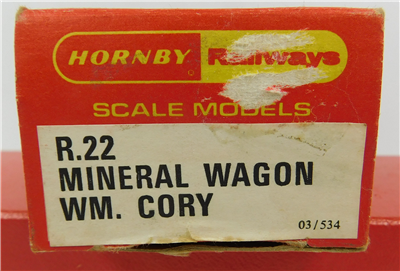 HORNBY Railways
SCALE MODELS
R.22
MINERAL WAGON
WM. CORY
03/534